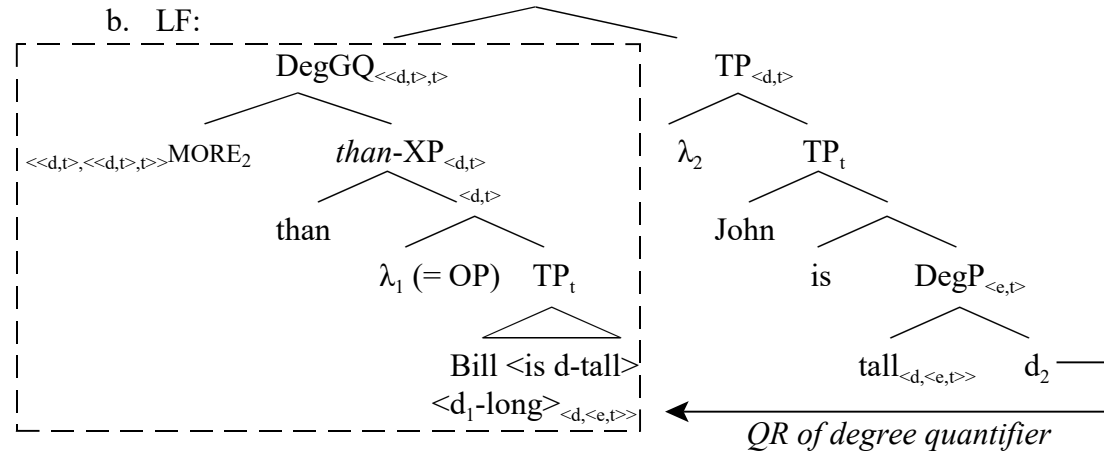 b. LF:
DegGQ<<d,t>,t> TP<d,t>
<<d,t>,<<d,t>,t>>MORE₂ than-XP<d,t> λ₂ TPₜ
<d,t>
than John
λ₁ (= OP) TPₜ is DegP<e,t>
Bill <is d-tall> tall<d,<e,t>> d₂
<d₁-long><d,<e,t>>
QR of degree quantifier